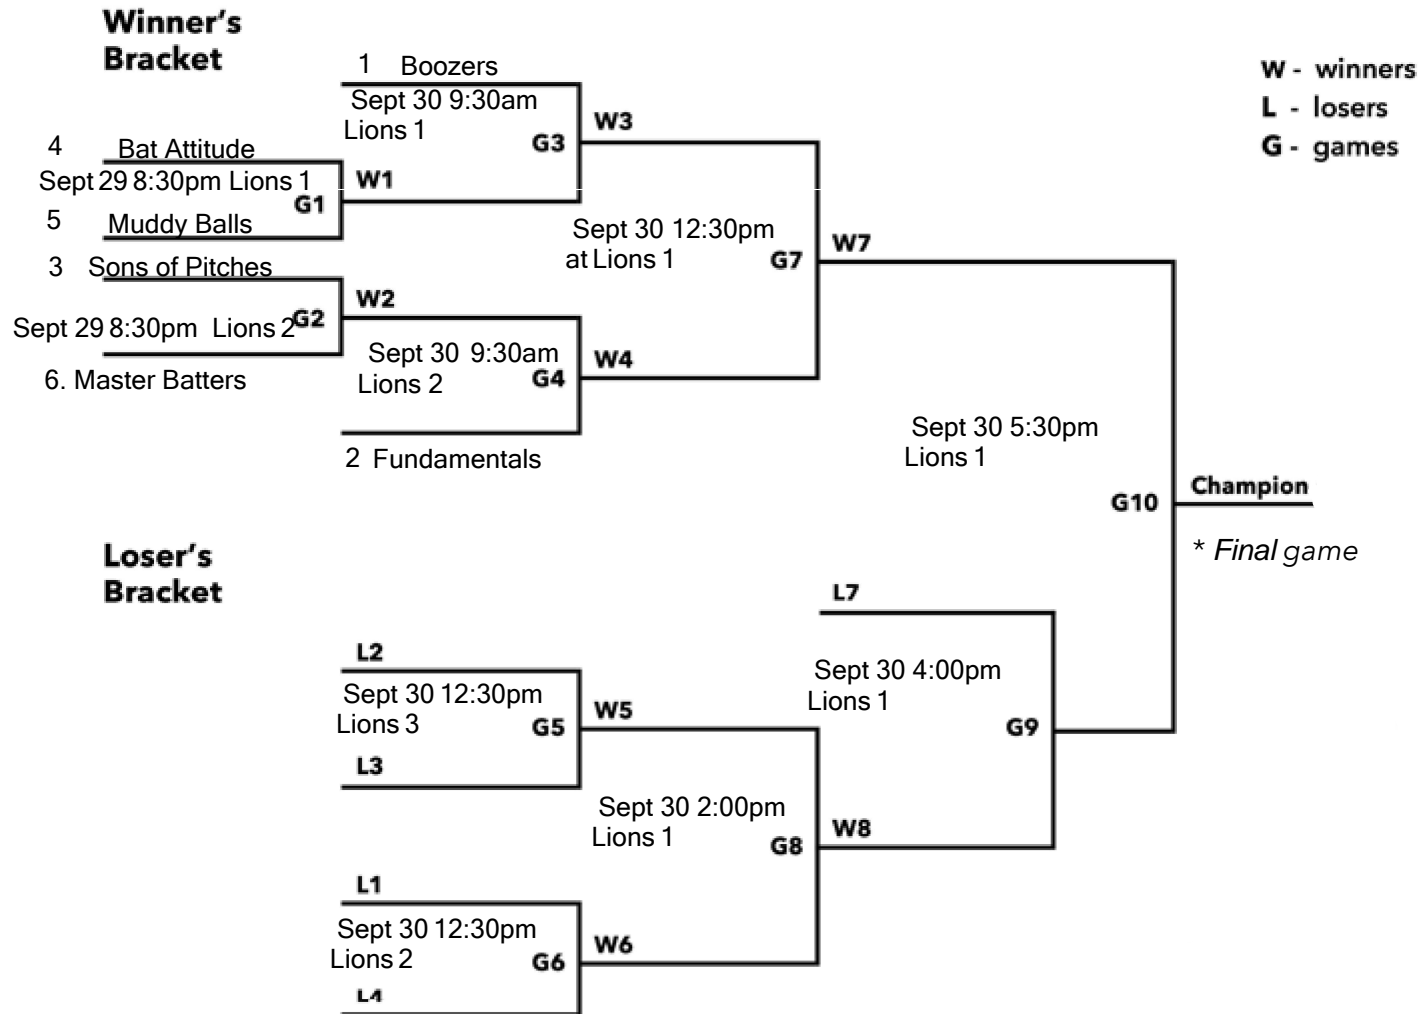 Winner's
Bracket
1 Boozers
Sept 30 9:30am
Lions 1
G3
W3
W - winners
L - losers
G - games
4 Bat Attitude
Sept 29 8:30pm Lions 1
G1
W1
5 Muddy Balls
3 Sons of Pitches
Sept 29 8:30pm Lions 2
G2
W2
6. Master Batters
Sept 30 9:30am
Lions 2
G4
W4
2 Fundamentals
Sept 30 12:30pm
at Lions 1
G7
W7
Sept 30 5:30pm
Lions 1
G10
Champion
* Final game
Loser's
Bracket
L2
Sept 30 12:30pm
Lions 3
G5
W5
L3
Sept 30 2:00pm
Lions 1
G8
W8
L7
Sept 30 4:00pm
Lions 1
G9
L1
Sept 30 12:30pm
Lions 2
G6
W6
L4